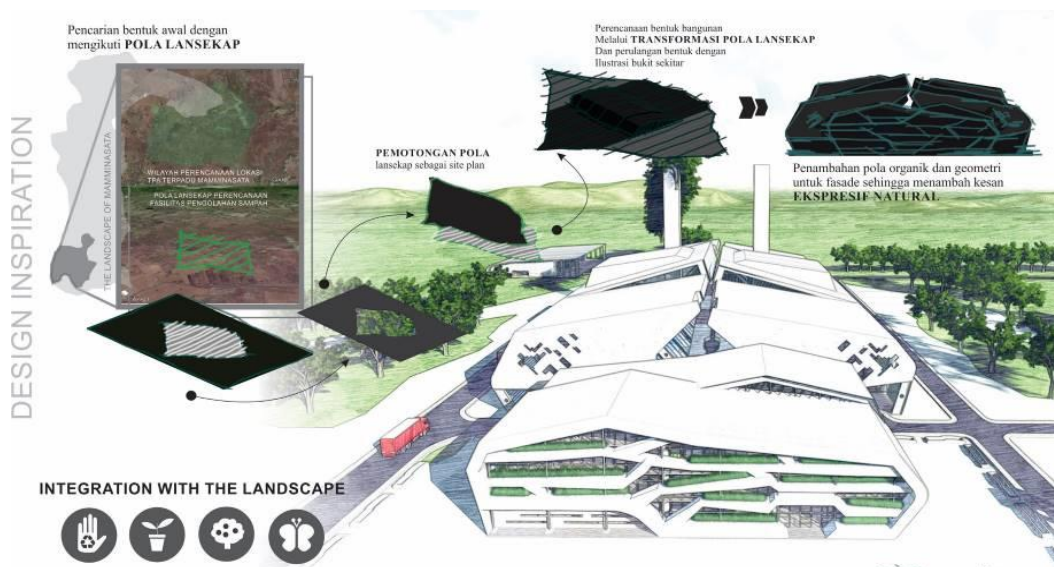 Pencarian bentuk awal dengan
mengikuti POLA LANSEKAP
Perencanaan bentuk bangunan
Melalui TRANSFORMASI POLA LANSEKAP
Dan perulangan bentuk dengan
Ilustrasi bukit sekitar
DESIGN INSPIRATION
THE LANDSCAPE OF MAMMINASATA
WILAYAH PERENCANAAN LOKASI
TPA TERPADU MAMMINASATA
POLA LANSEKAP PERENCANAAN
FASILITAS PENGOLAHAN SAMPAH
PEMOTONGAN POLA
lansekap sebagai site plan
Penambahan pola organik dan geometri
untuk fasade sehingga menambah kesan
EKSPRESIF NATURAL
INTEGRATION WITH THE LANDSCAPE